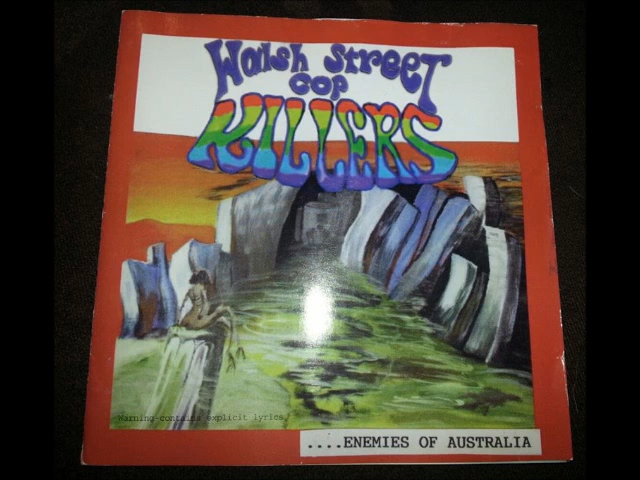 Walsh Street
COP
KILLERS
Warning-contains explicit lyrics.
....ENEMIES OF AUSTRALIA